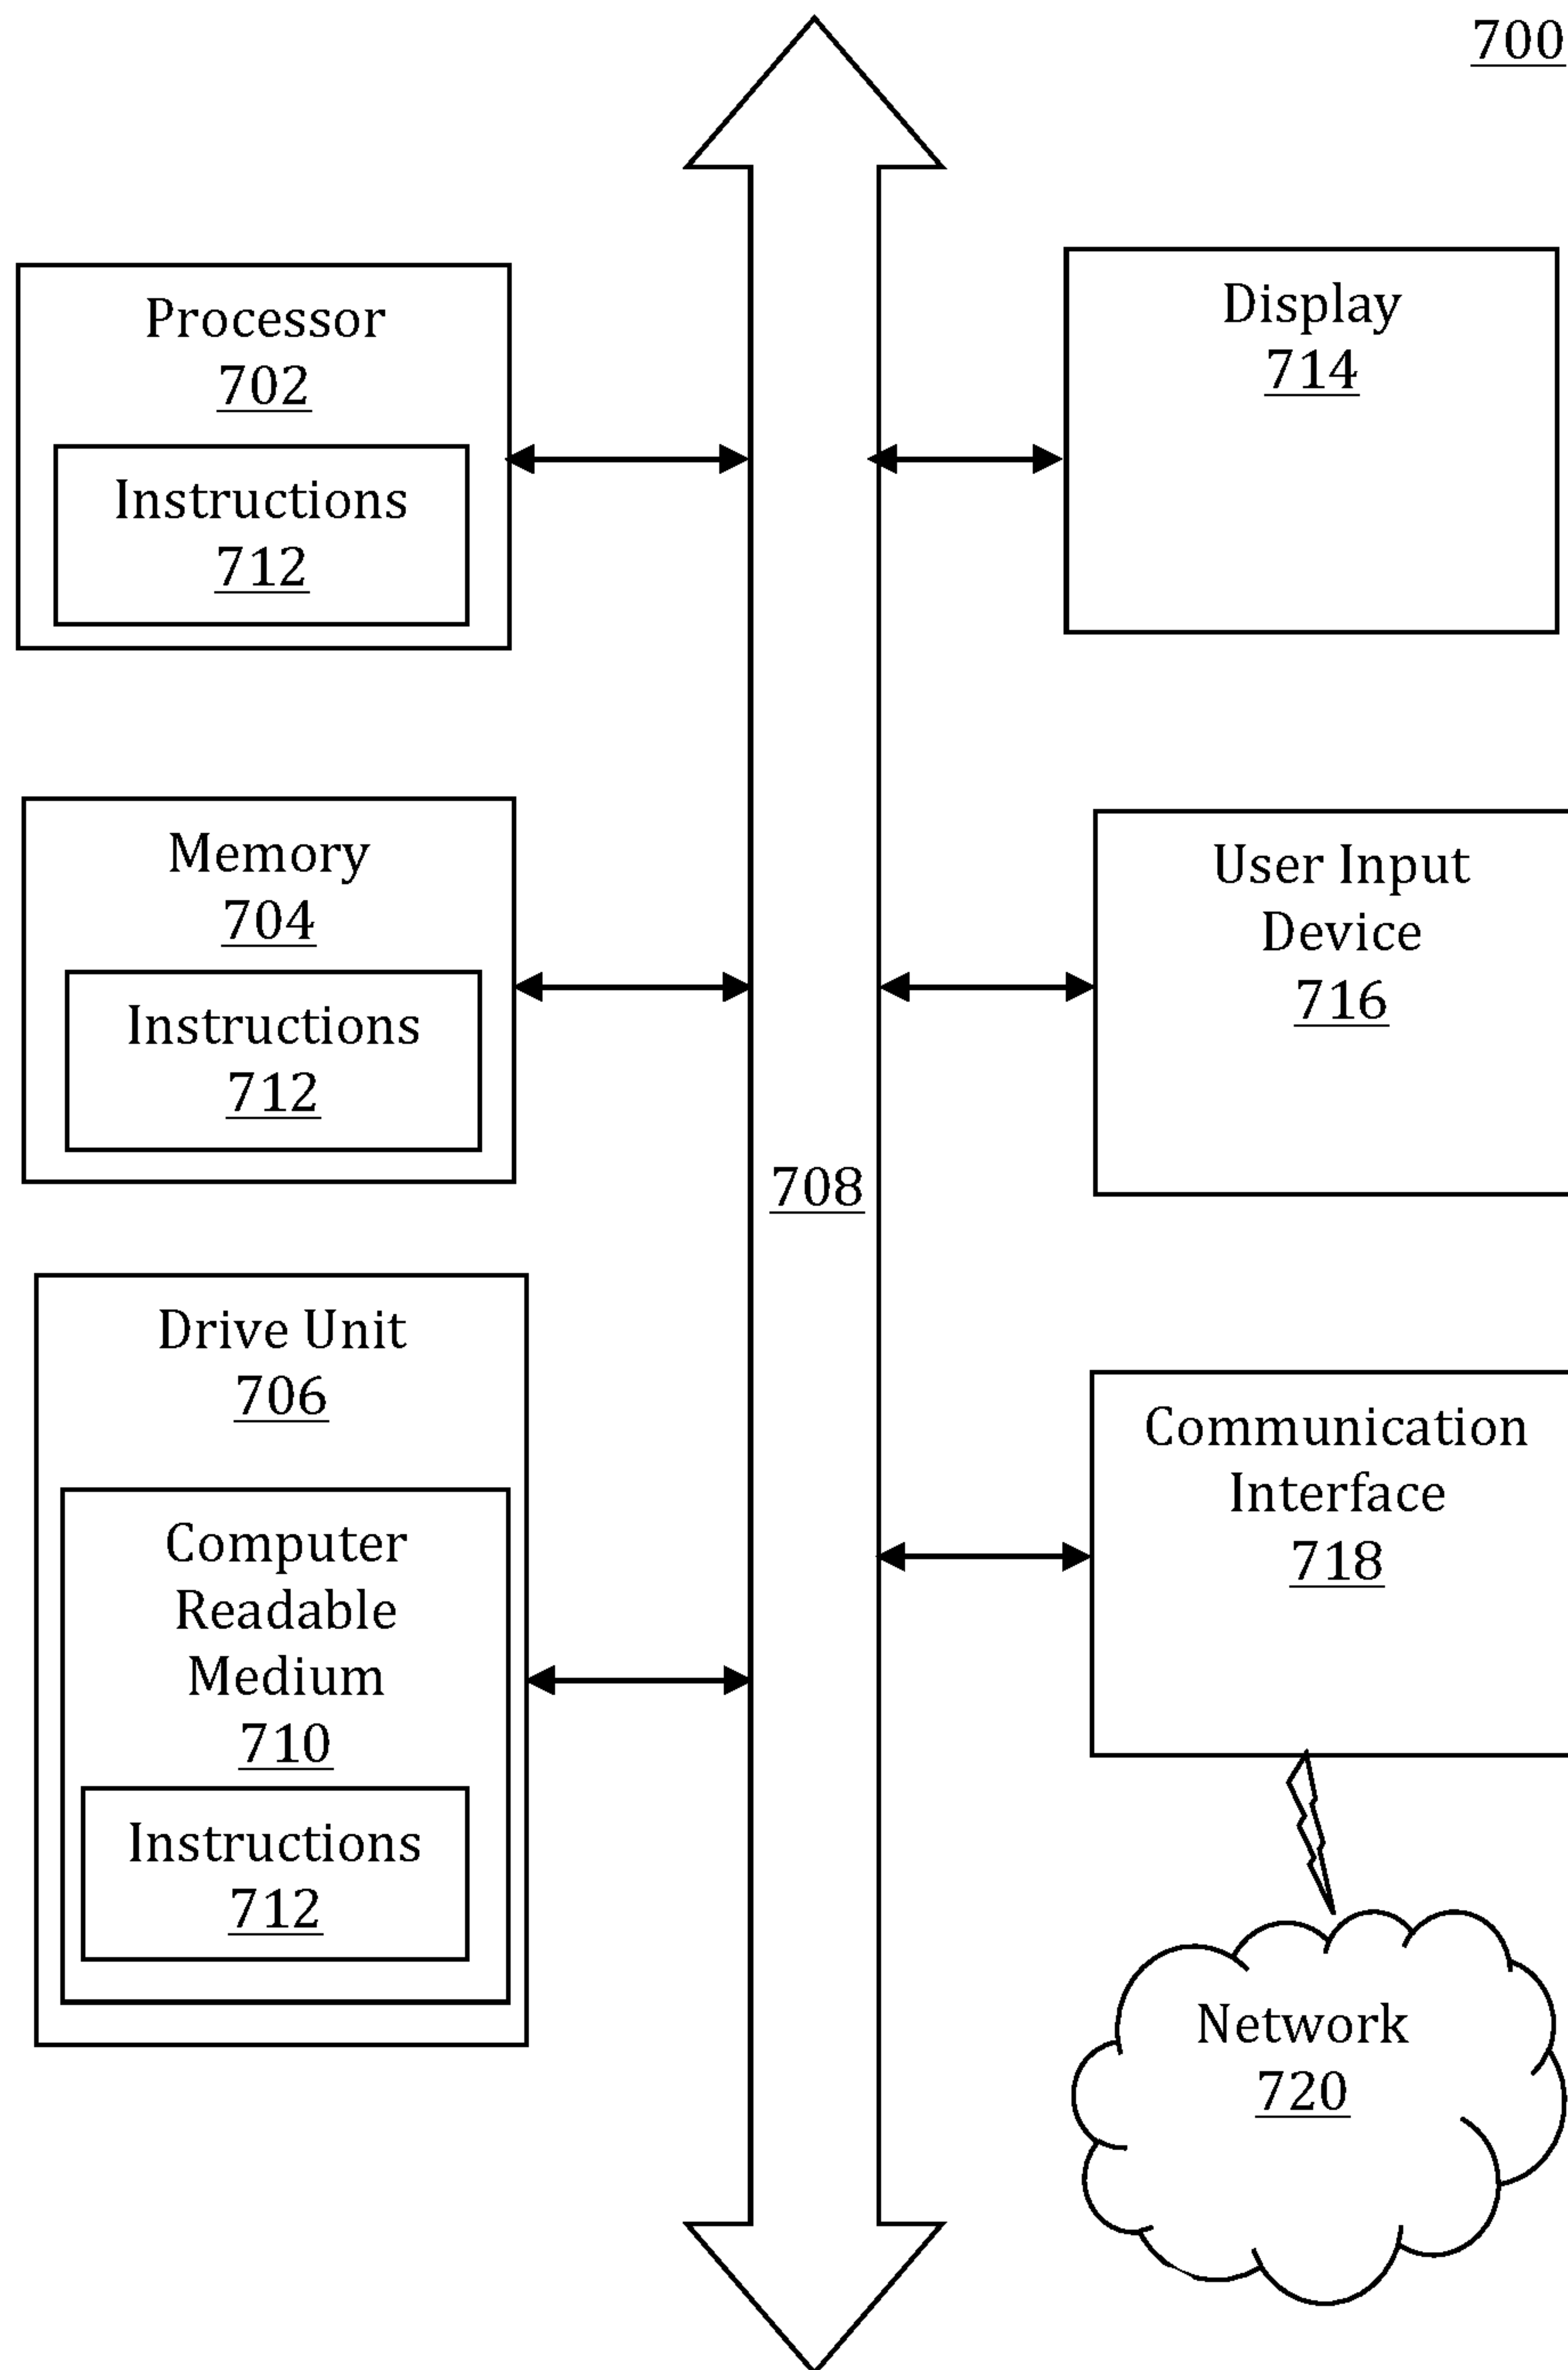 700
Processor
702
Instructions
712
Display
714
Memory
704
Instructions
712
User Input
Device
716
708
Drive Unit
706
Computer
Readable
Medium
710
Instructions
712
Communication
Interface
718
Network
720